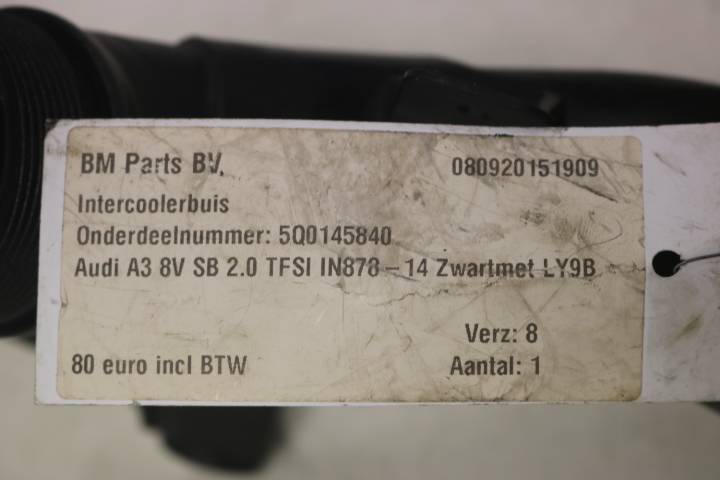 BM Parts BV. 080920151909
Intercoolerbuis
Onderdeelnummer: 5Q0145840
Audi A3 8V SB 2.0 TFSI IN878 – 14 Zwartmet LY9B
Verz: 8
80 euro incl BTW Aantal: 1